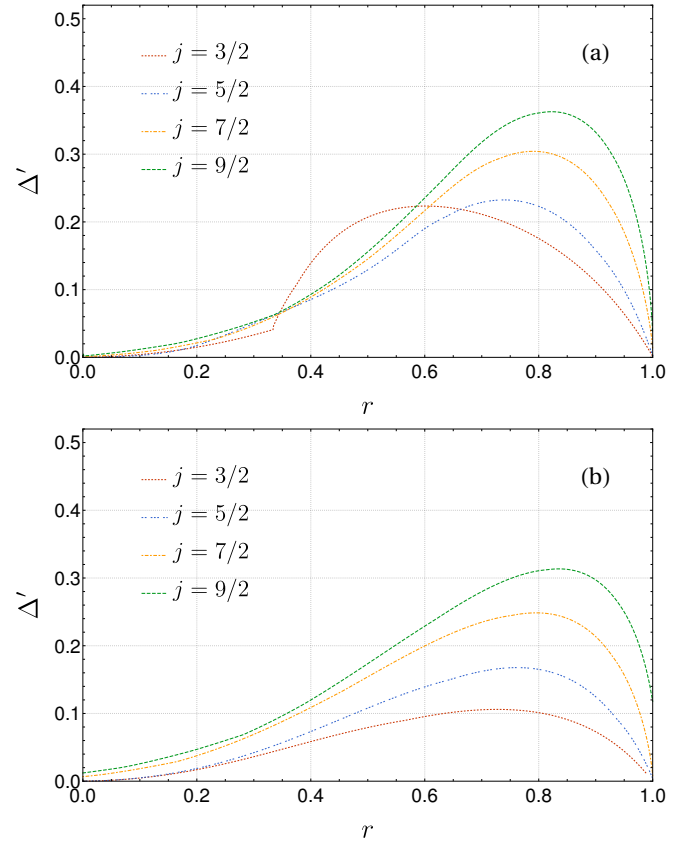 0.5
(a)
j = 3/2
0.4
j = 5/2
j = 7/2
0.3
j = 9/2
Δ′
0.2
0.1
0.0
0.0 0.2 0.4 0.6 0.8 1.0
r
0.5
(b)
j = 3/2
0.4
j = 5/2
j = 7/2
0.3
j = 9/2
Δ′
0.2
0.1
0.0
0.0 0.2 0.4 0.6 0.8 1.0
r